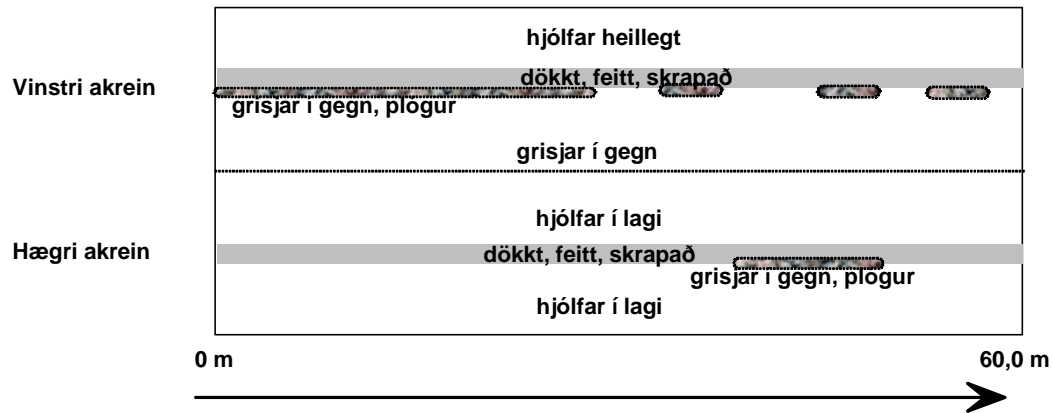 hjólfar heillegt
Vinstri akrein
dökkt, feitt, skrapað
grisjar í gegn, plógur
grisjar í gegn
hjólfar í lagi
Hægri akrein
dökkt, feitt, skrapað
grisjar í gegn, plógur
hjólfar í lagi
0 m
60,0 m